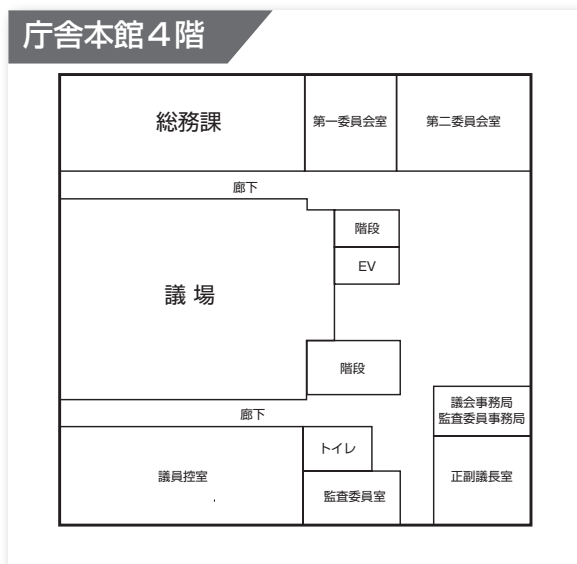 庁舎本館４階
総務課
第一委員会室
第二委員会室
廊下
階段
EV
議場
階段
議会事務局
監査委員事務局
廊下
トイレ
議員控室
監査委員室
正副議長室